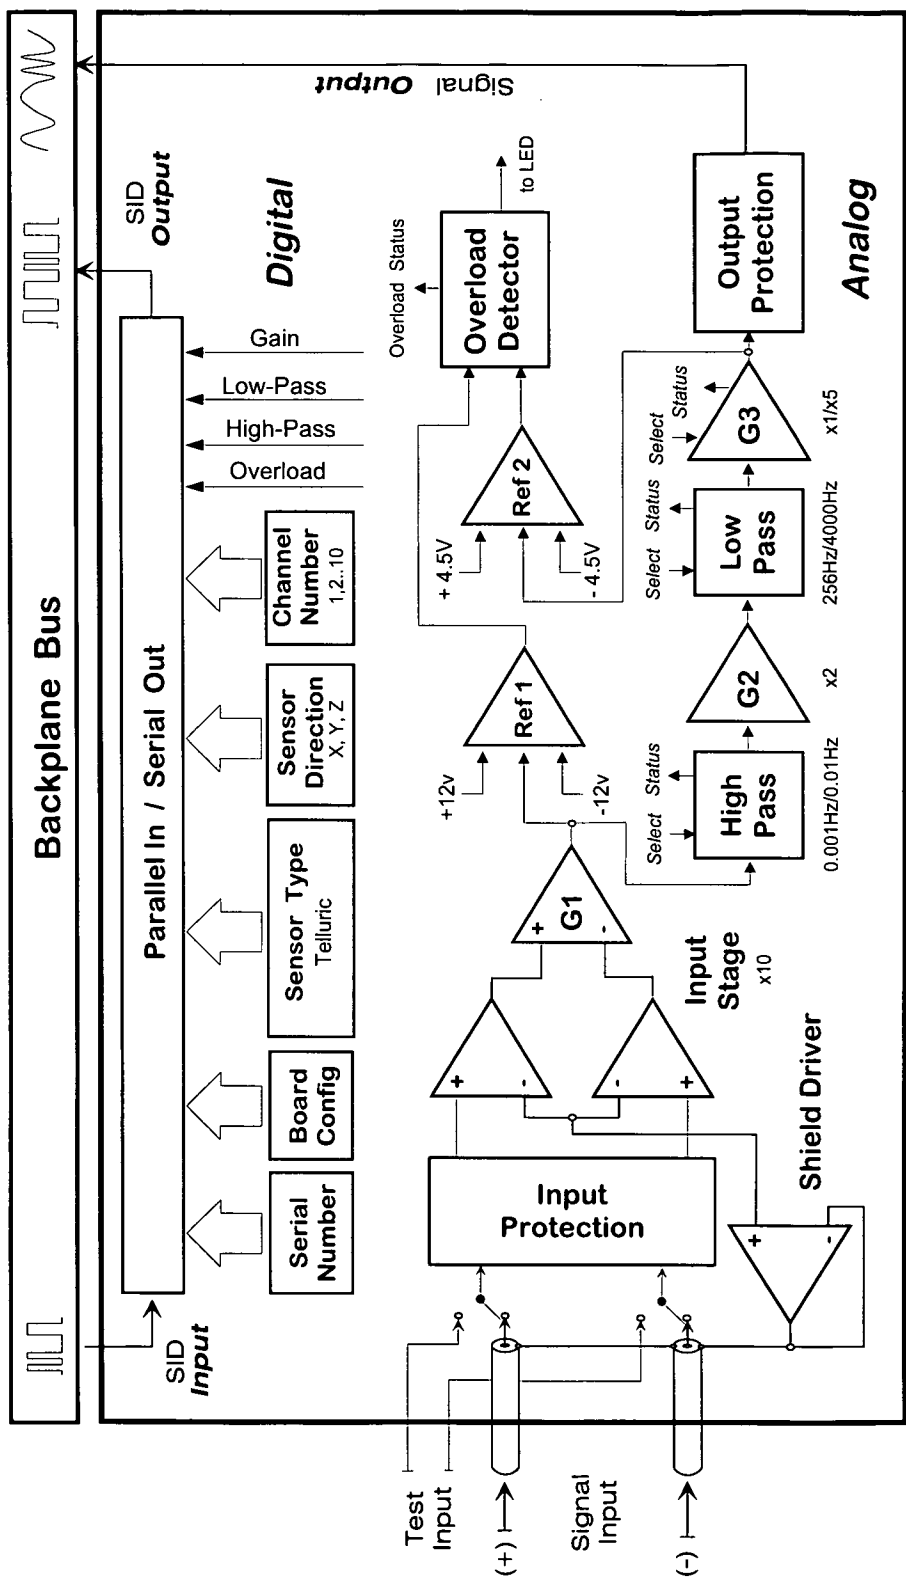 Backplane Bus
SID
Input
Parallel In / Serial Out
SID
Output
Serial
Number
Board
Config
Sensor Type
Telluric
Sensor
Direction
X, Y, Z
Channel
Number
1,2..10
Overload
High-Pass
Low-Pass
Gain
Digital
Signal Output
Test
Input
(+)
Signal
Input
(-)
Input
Protection
+
-
-
+
+
-
G1
Input
Stage
x10
+
-
Shield Driver
+12v
-12v
Ref 1
+ 4.5V
- 4.5V
Ref 2
Overload Status
Overload
Detector
to LED
Select
Status
High
Pass
0.001Hz/0.01Hz
G2
x2
Select
Status
Low
Pass
256Hz/4000Hz
Select
Status
G3
x1/x5
Output
Protection
Analog